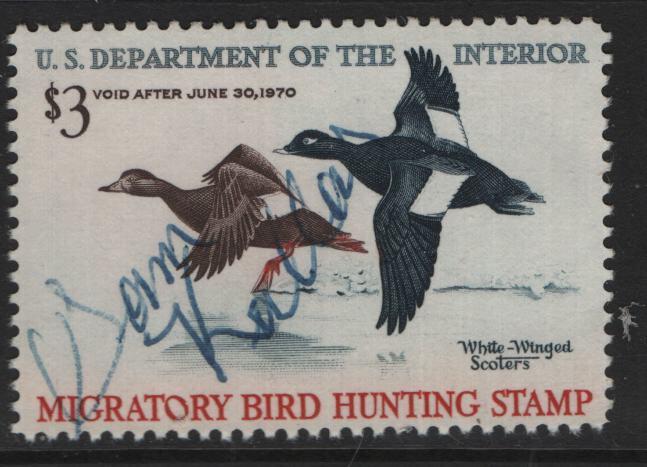 U.S. DEPARTMENT OF THE INTERIOR
$3 VOID AFTER JUNE 30, 1970
White-Winged
Scoters
MIGRATORY BIRD HUNTING STAMP